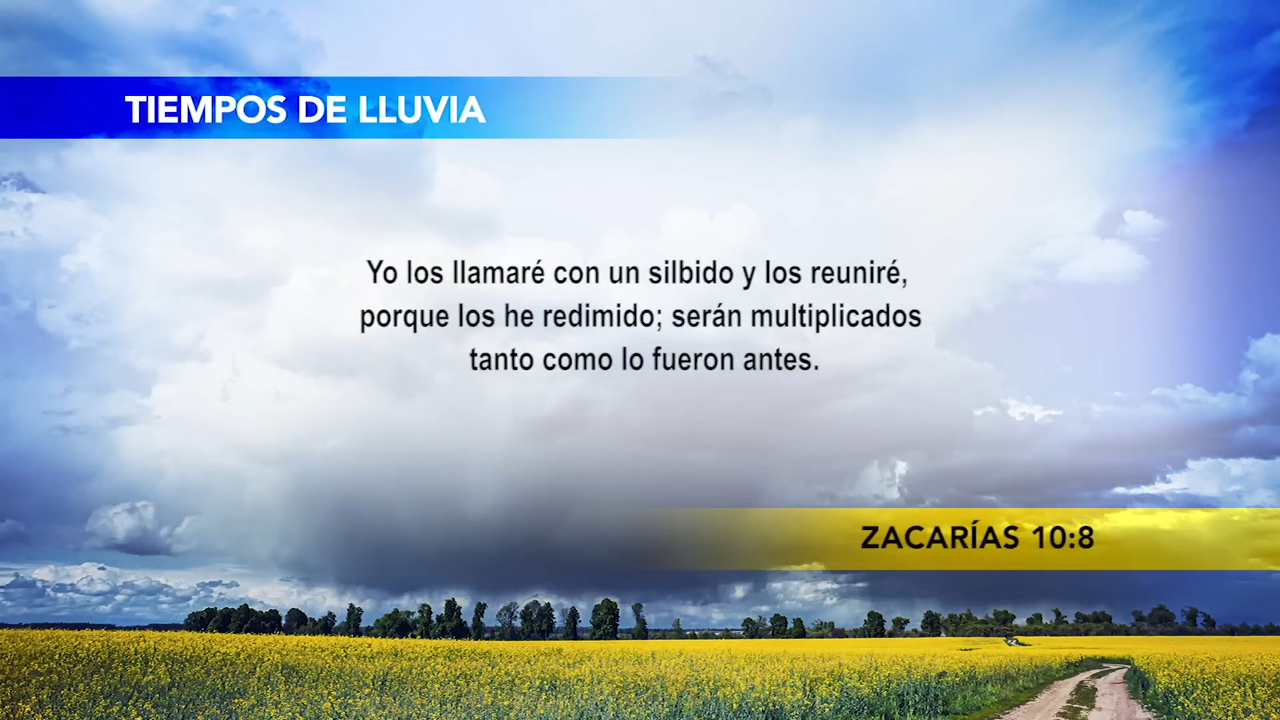 TIEMPOS DE LLUVIA
Yo los llamaré con un silbido y los reuniré,
porque los he redimido; serán multiplicados
tanto como lo fueron antes.
ZACARÍAS 10:8